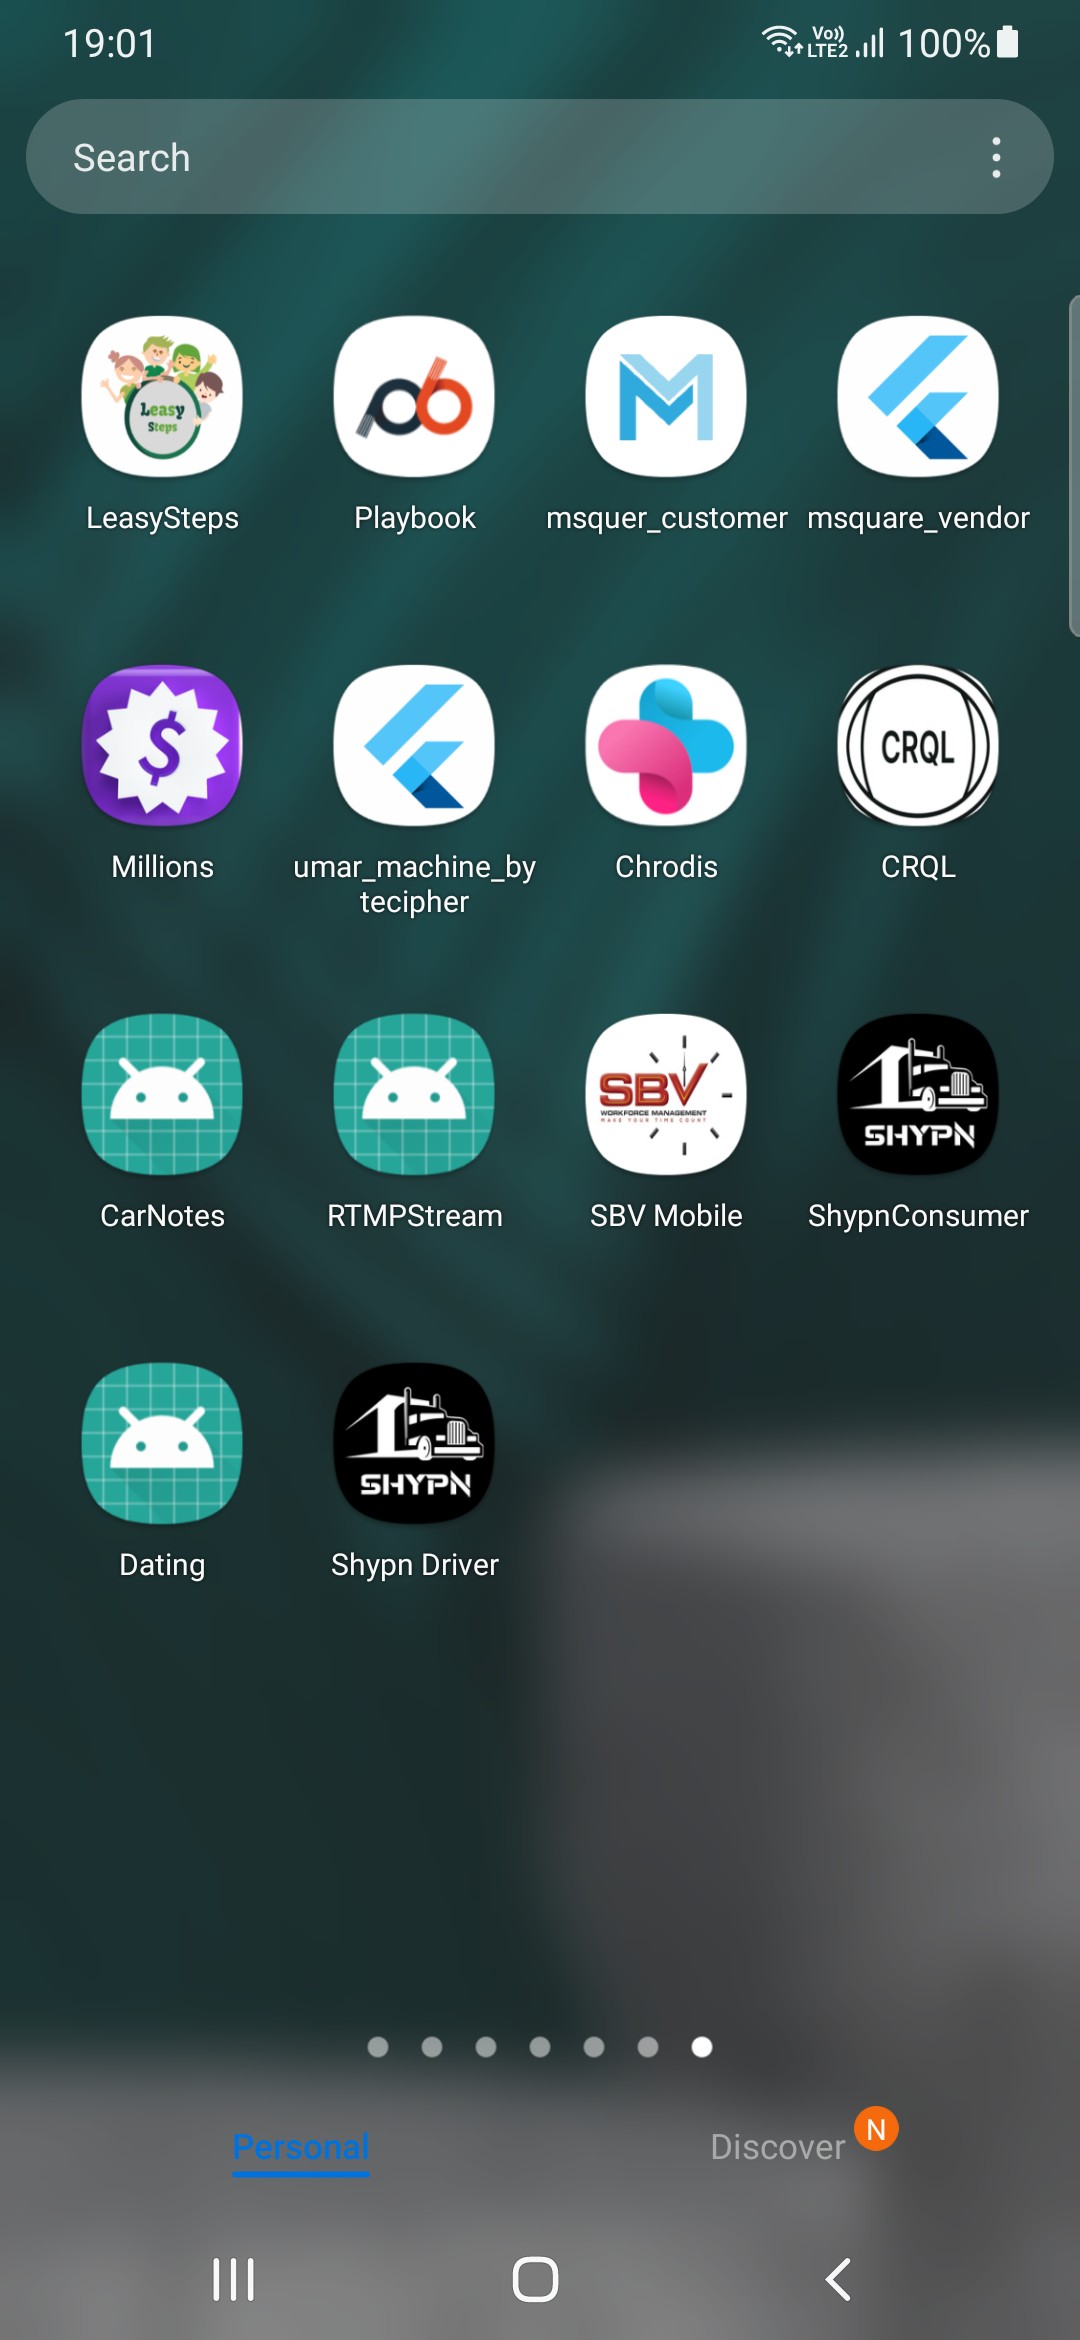 19:01
Vo))
LTE2
100%
Search
Leasy
Steps
LeasySteps
Playbook
msquer_customer
msquare_vendor
$
Millions
umar_machine_by
tecipher
Chrodis
CRQL
CRQL
CarNotes
RTMPStream
SBV
WORKFORCE MANAGEMENT
MAKE YOUR TIME COUNT
SBV Mobile
SHYPN
ShypnConsumer
Dating
SHYPN
Shypn Driver
Personal
Discover
N